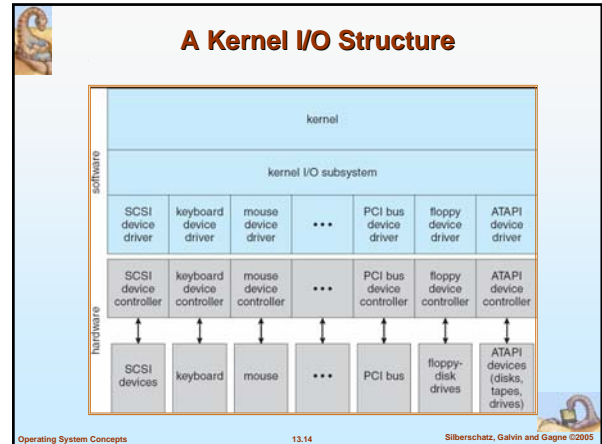 A Kernel I/O Structure
software
kernel
kernel I/O subsystem
SCSI device driver
keyboard device driver
mouse device driver
•••
PCI bus device driver
floppy device driver
ATAPI device driver
hardware
SCSI device controller
keyboard device controller
mouse device controller
•••
PCI bus device controller
floppy device controller
ATAPI device controller
SCSI devices
keyboard
mouse
•••
PCI bus
floppy-disk drives
ATAPI devices (disks, tapes, drives)
Operating System Concepts
13.14
Silberschatz, Galvin and Gagne ©2005